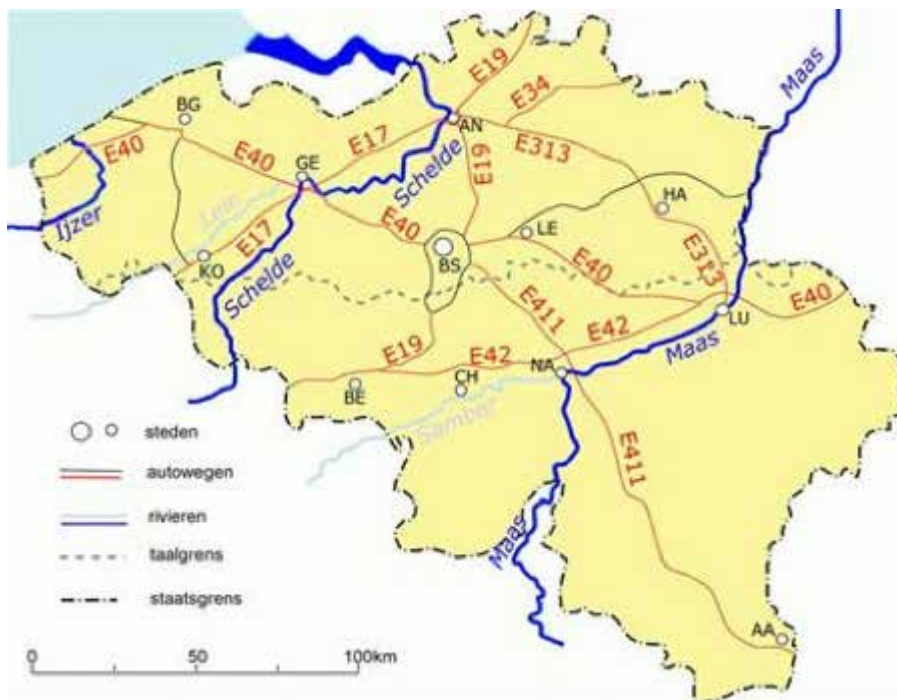 E19
Maas
E34
BG
AN
E17
E313
E40
E40
GE
Schelde
E19
HA
Ijzer
Leie
E17
KO
E40
LE
BS
E40
E313
Schelde
E411
E40
LU
E42
Maas
E19
E42
NA
BE
CH
Samber
E411
Maas
AA
steden
autowegen
rivieren
taalgrens
staatsgrens
0 50 100km